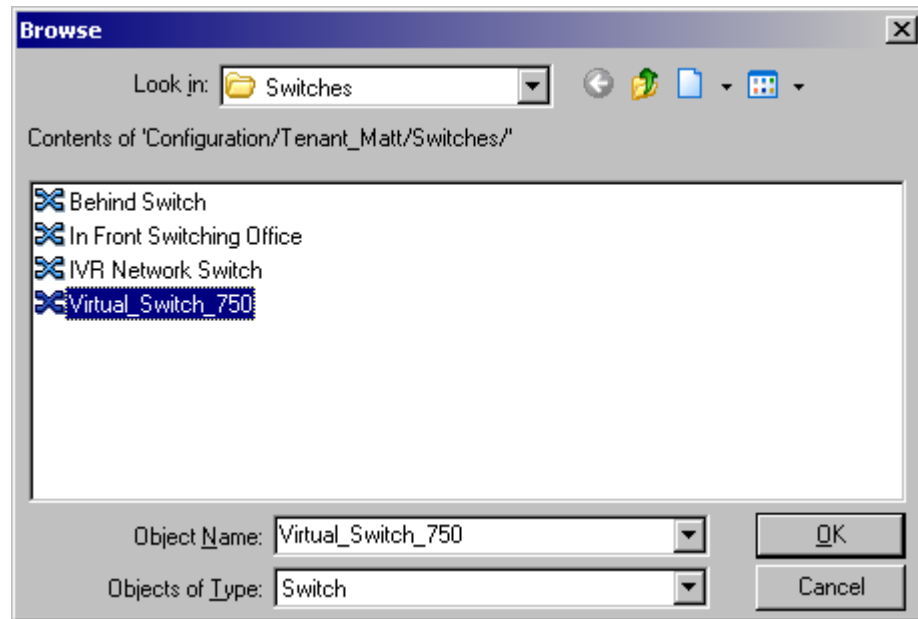 Browse
Look in: Switches
Contents of 'Configuration/Tenant_Matt/Switches/'
Behind Switch
In Front Switching Office
IVR Network Switch
Virtual_Switch_750
Object Name: Virtual_Switch_750
OK
Objects of Type: Switch
Cancel